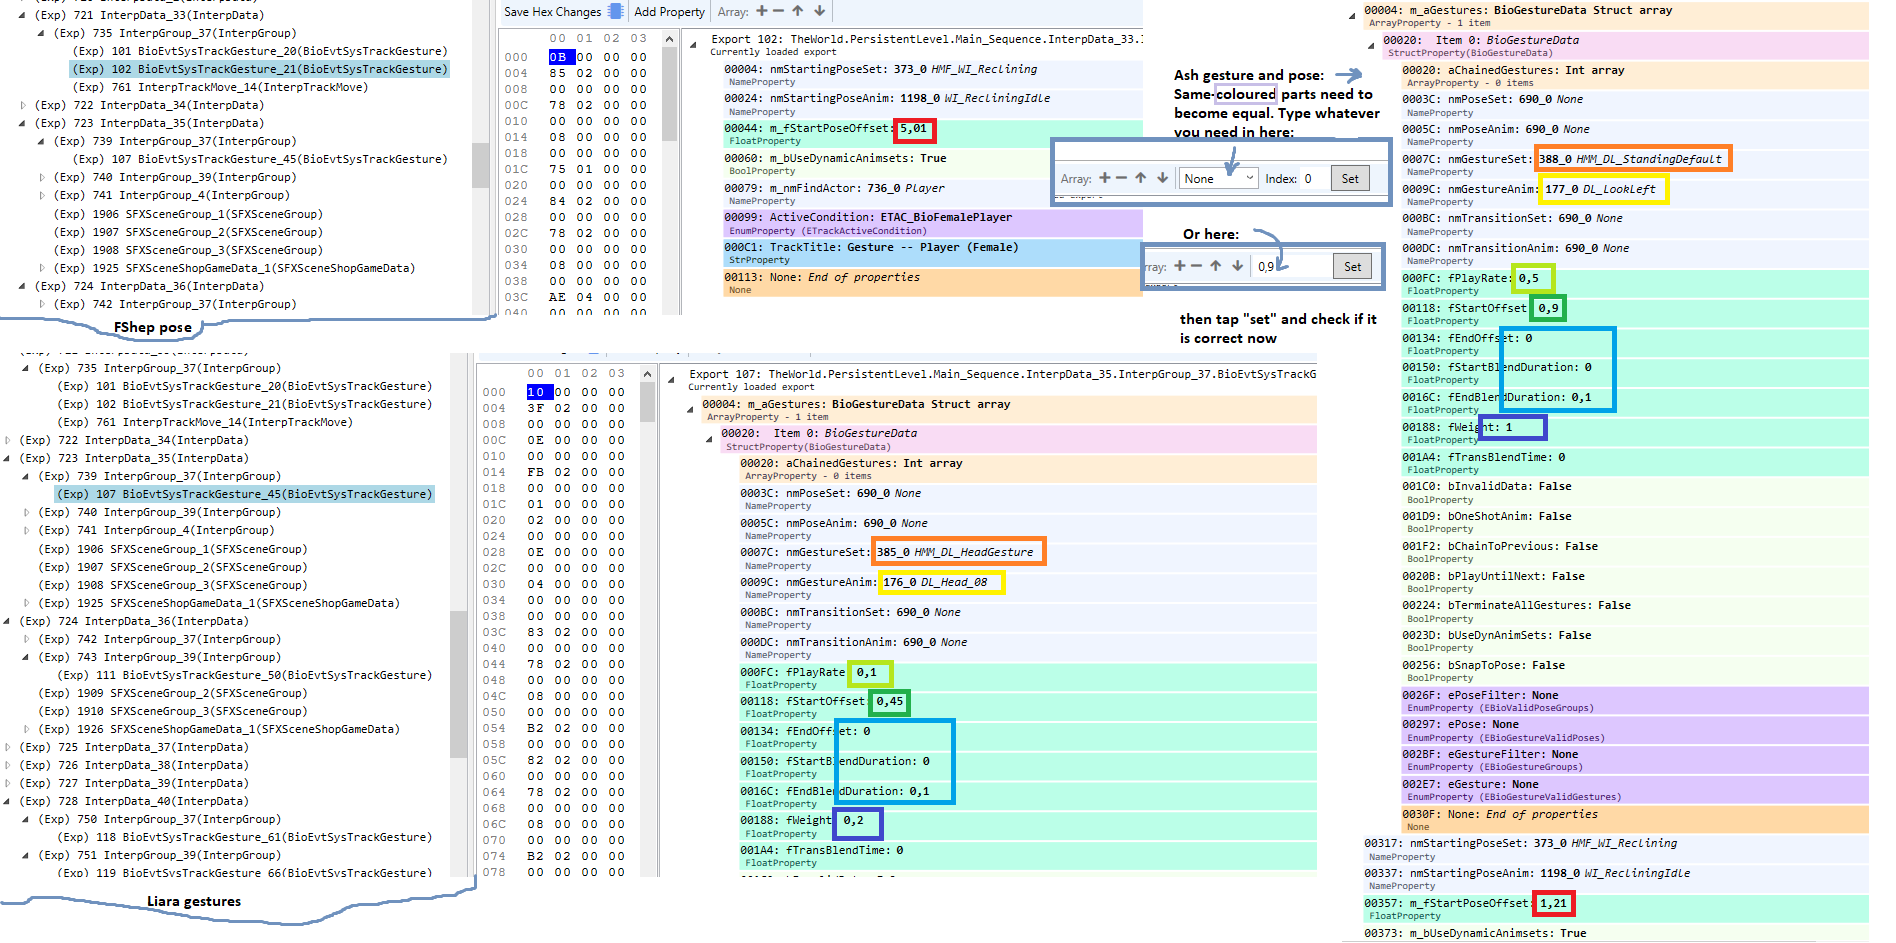 (Exp) 721 InterpData_33(InterpData)
(Exp) 735 InterpGroup_37(InterpGroup)
(Exp) 101 BioEvtSysTrackGesture_20(BioEvtSysTrackGesture)
(Exp) 102 BioEvtSysTrackGesture_21(BioEvtSysTrackGesture)
(Exp) 761 InterpTrackMove_14(InterpTrackMove)
(Exp) 722 InterpData_34(InterpData)
(Exp) 723 InterpData_35(InterpData)
(Exp) 739 InterpGroup_37(InterpGroup)
(Exp) 107 BioEvtSysTrackGesture_45(BioEvtSysTrackGesture)
(Exp) 740 InterpGroup_39(InterpGroup)
(Exp) 741 InterpGroup_4(InterpGroup)
(Exp) 1906 SFXSceneGroup_1(SFXSceneGroup)
(Exp) 1907 SFXSceneGroup_2(SFXSceneGroup)
(Exp) 1908 SFXSceneGroup_3(SFXSceneGroup)
(Exp) 1925 SFXSceneShopGameData_1(SFXSceneShopGameData)
(Exp) 724 InterpData_36(InterpData)
(Exp) 742 InterpGroup_37(InterpGroup)
FShep pose
Save Hex Changes Add Property Array:
00 01 02 03
000 0B 00 00 00
004 85 02 00 00
008 00 00 00 00
00C 78 02 00 00
010 00 00 00 00
014 08 00 00 00
018 00 00 00 00
01C 75 01 00 00
020 00 00 00 00
024 84 02 00 00
028 00 00 00 00
02C 78 02 00 00
030 00 00 00 00
034 08 00 00 00
038 00 00 00 00
03C AE 04 00 00
040 00 00 00 00
Export 102: TheWorld.PersistentLevel.Main_Sequence.InterpData_33.I
Currently loaded export
00004: nmStartingPoseSet: 373_0 HMF_WI_Reclining
NameProperty
00024: nmStartingPoseAnim: 1198_0 WI_RecliningIdle
NameProperty
00044: m_fStartPoseOffset: 5,01
FloatProperty
00060: m_bUseDynamicAnimsets: True
BoolProperty
00079: m_nmFindActor: 736_0 Player
NameProperty
00099: ActiveCondition: ETAC_BioFemalePlayer
EnumProperty (ETrackActiveCondition)
000C1: TrackTitle: Gesture -- Player (Female)
StrProperty
00113: None: End of properties
None
Ash gesture and pose:
Same-coloured parts need to
become equal. Type whatever
you need in here:
Array: None Index: 0 Set
Or here:
rray: 0,9 Set
then tap "set" and check if it
is correct now
(Exp) 735 InterpGroup_37(InterpGroup)
(Exp) 101 BioEvtSysTrackGesture_20(BioEvtSysTrackGesture)
(Exp) 102 BioEvtSysTrackGesture_21(BioEvtSysTrackGesture)
(Exp) 761 InterpTrackMove_14(InterpTrackMove)
(Exp) 722 InterpData_34(InterpData)
(Exp) 723 InterpData_35(InterpData)
(Exp) 739 InterpGroup_37(InterpGroup)
(Exp) 107 BioEvtSysTrackGesture_45(BioEvtSysTrackGesture)
(Exp) 740 InterpGroup_39(InterpGroup)
(Exp) 741 InterpGroup_4(InterpGroup)
(Exp) 1906 SFXSceneGroup_1(SFXSceneGroup)
(Exp) 1907 SFXSceneGroup_2(SFXSceneGroup)
(Exp) 1908 SFXSceneGroup_3(SFXSceneGroup)
(Exp) 1925 SFXSceneShopGameData_1(SFXSceneShopGameData)
(Exp) 724 InterpData_36(InterpData)
(Exp) 742 InterpGroup_37(InterpGroup)
(Exp) 743 InterpGroup_39(InterpGroup)
(Exp) 111 BioEvtSysTrackGesture_50(BioEvtSysTrackGesture)
(Exp) 1909 SFXSceneGroup_2(SFXSceneGroup)
(Exp) 1910 SFXSceneGroup_3(SFXSceneGroup)
(Exp) 1926 SFXSceneShopGameData_1(SFXSceneShopGameData)
(Exp) 725 InterpData_37(InterpData)
(Exp) 726 InterpData_38(InterpData)
(Exp) 727 InterpData_39(InterpData)
(Exp) 728 InterpData_40(InterpData)
(Exp) 750 InterpGroup_37(InterpGroup)
(Exp) 118 BioEvtSysTrackGesture_61(BioEvtSysTrackGesture)
(Exp) 751 InterpGroup_39(InterpGroup)
(Exp) 119 BioEvtSysTrackGesture_66(BioEvtSysTrackGesture)
Liara gestures
00 01 02 03
000 10 00 00 00
004 3F 02 00 00
008 00 00 00 00
00C 0E 00 00 00
010 00 00 00 00
014 FB 02 00 00
018 00 00 00 00
01C 01 00 00 00
020 02 00 00 00
024 00 00 00 00
028 0E 00 00 00
02C 00 00 00 00
030 04 00 00 00
034 00 00 00 00
038 00 00 00 00
03C 83 02 00 00
040 00 00 00 00
044 78 02 00 00
048 00 00 00 00
04C 08 00 00 00
050 00 00 00 00
054 B2 02 00 00
058 00 00 00 00
05C 82 02 00 00
060 00 00 00 00
064 78 02 00 00
068 00 00 00 00
06C 08 00 00 00
070 00 00 00 00
074 B2 02 00 00
078 00 00 00 00
Export 107: TheWorld.PersistentLevel.Main_Sequence.InterpData_35.InterpGroup_37.BioEvtSysTrackG
Currently loaded export
00004: m_aGestures: BioGestureData Struct array
ArrayProperty - 1 item
00020: Item 0: BioGestureData
StructProperty(BioGestureData)
00020: aChainedGestures: Int array
ArrayProperty - 0 items
0003C: nmPoseSet: 690_0 None
NameProperty
0005C: nmPoseAnim: 690_0 None
NameProperty
0007C: nmGestureSet: 385_0 HMM_DL_HeadGesture
NameProperty
0009C: nmGestureAnim: 176_0 DL_Head_08
NameProperty
000BC: nmTransitionSet: 690_0 None
NameProperty
000DC: nmTransitionAnim: 690_0 None
NameProperty
000FC: fPlayRate: 0,1
FloatProperty
00118: fStartOffset: 0,45
FloatProperty
00134: fEndOffset: 0
FloatProperty
00150: fStartBlendDuration: 0
FloatProperty
0016C: fEndBlendDuration: 0,1
FloatProperty
00188: fWeight: 0,2
FloatProperty
001A4: fTransBlendTime: 0
FloatProperty
00004: m_aGestures: BioGestureData Struct array
ArrayProperty - 1 item
00020: Item 0: BioGestureData
StructProperty(BioGestureData)
00020: aChainedGestures: Int array
ArrayProperty - 0 items
0003C: nmPoseSet: 690_0 None
NameProperty
0005C: nmPoseAnim: 690_0 None
NameProperty
0007C: nmGestureSet: 388_0 HMM_DL_StandingDefault
NameProperty
0009C: nmGestureAnim: 177_0 DL_LookLeft
NameProperty
000BC: nmTransitionSet: 690_0 None
NameProperty
000DC: nmTransitionAnim: 690_0 None
NameProperty
000FC: fPlayRate: 0,5
FloatProperty
00118: fStartOffset: 0,9
FloatProperty
00134: fEndOffset: 0
FloatProperty
00150: fStartBlendDuration: 0
FloatProperty
0016C: fEndBlendDuration: 0,1
FloatProperty
00188: fWeight: 1
FloatProperty
001A4: fTransBlendTime: 0
FloatProperty
001C0: bInvalidData: False
BoolProperty
001D9: bOneShotAnim: False
BoolProperty
001F2: bChainToPrevious: False
BoolProperty
0020B: bPlayUntilNext: False
BoolProperty
00224: bTerminateAllGestures: False
BoolProperty
0023D: bUseDynAnimSets: False
BoolProperty
00256: bSnapToPose: False
BoolProperty
0026F: ePoseFilter: None
EnumProperty (EBioValidPoseGroups)
00297: ePose: None
EnumProperty (EBioGestureValidPoses)
002BF: eGestureFilter: None
EnumProperty (EBioGestureGroups)
002E7: eGesture: None
EnumProperty (EBioGestureValidGestures)
0030F: None: End of properties
None
00317: nmStartingPoseSet: 373_0 HMF_WI_Reclining
NameProperty
00337: nmStartingPoseAnim: 1198_0 WI_RecliningIdle
NameProperty
00357: m_fStartPoseOffset: 1,21
FloatProperty
00373: m_bUseDynamicAnimsets: True